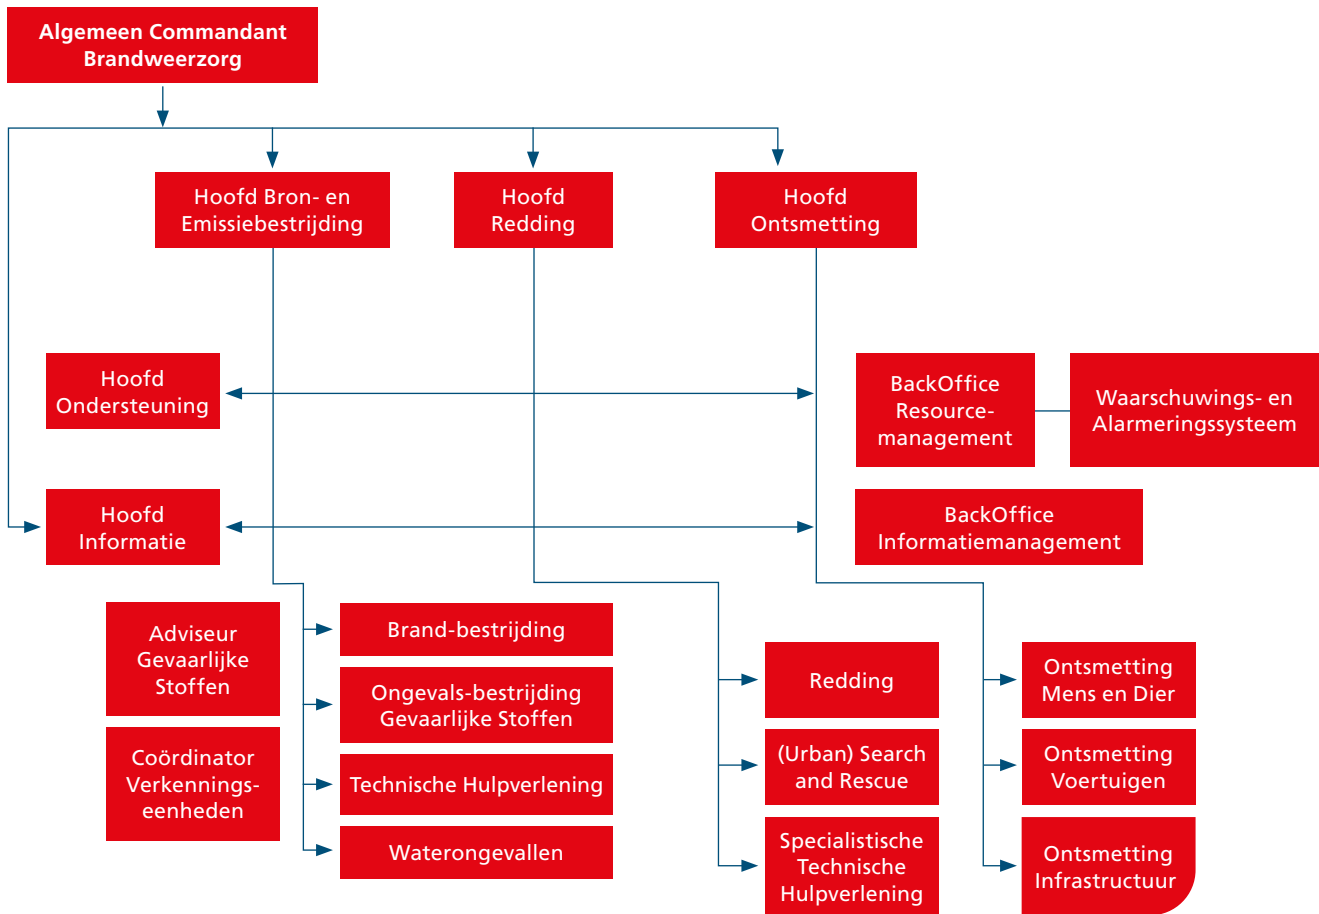 Algemeen Commandant
Brandweerzorg
Hoofd Bron- en
Emissiebestrijding
Hoofd
Redding
Hoofd
Ontsmetting
Hoofd
Ondersteuning
BackOffice
Resource-
management
Waarschuwings- en
Alarmeringssysteem
Hoofd
Informatie
BackOffice
Informatiemanagement
Adviseur
Gevaarlijke
Stoffen
Coördinator
Verkennings-
eenheden
Brand-bestrijding
Ongevals-bestrijding
Gevaarlijke Stoffen
Technische Hulpverlening
Waterongevallen
Redding
(Urban) Search
and Rescue
Specialistische
Technische
Hulpverlening
Ontsmetting
Mens en Dier
Ontsmetting
Voertuigen
Ontsmetting
Infrastructuur